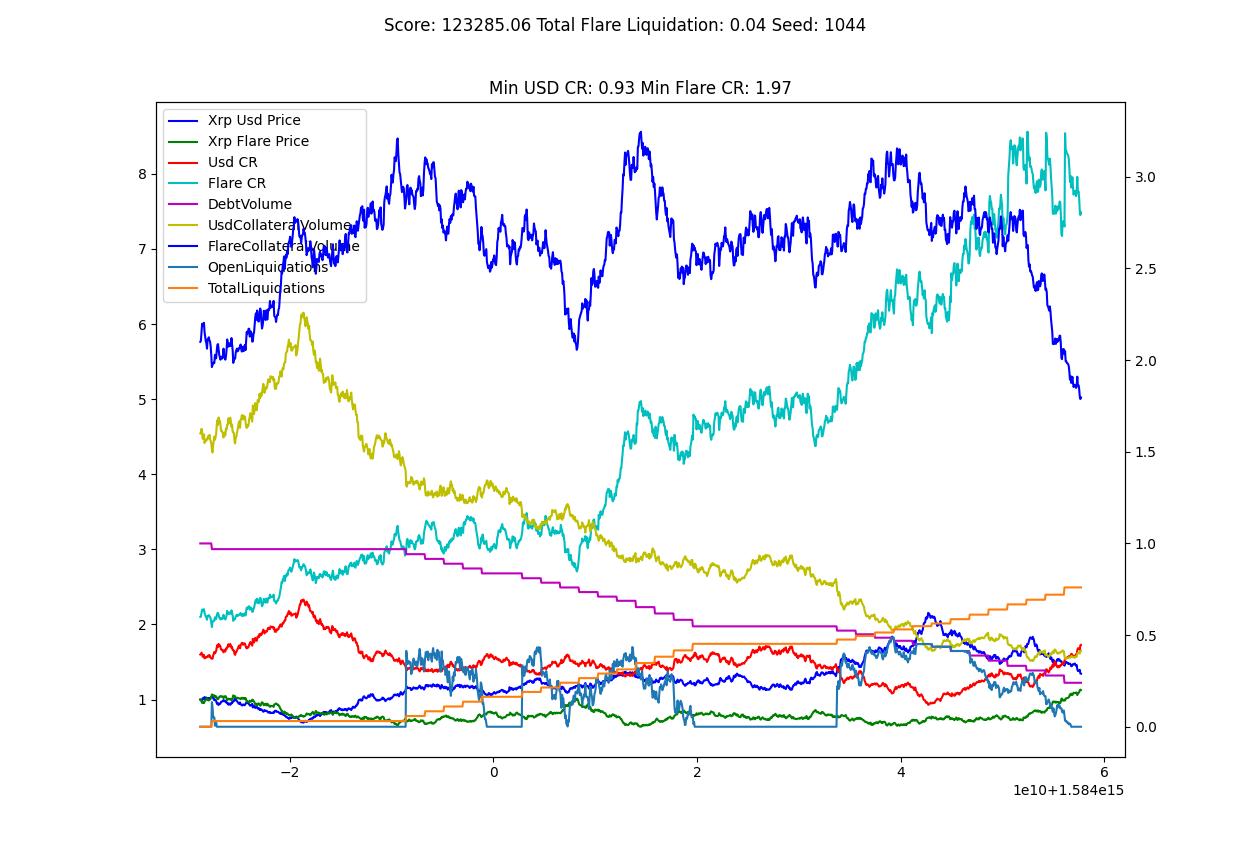 Score: 123285.06 Total Flare Liquidation: 0.04 Seed: 1044
Min USD CR: 0.93 Min Flare CR: 1.97
Xrp Usd Price
Xrp Flare Price
Usd CR
Flare CR
DebtVolume
UsdCollateralVolume
FlareCollateralVolume
OpenLiquidations
TotalLiquidations
8
7
6
5
4
3
2
1
3.0
2.5
2.0
1.5
1.0
0.5
0.0
−2 0 2 4 6
1e10+1.584e15